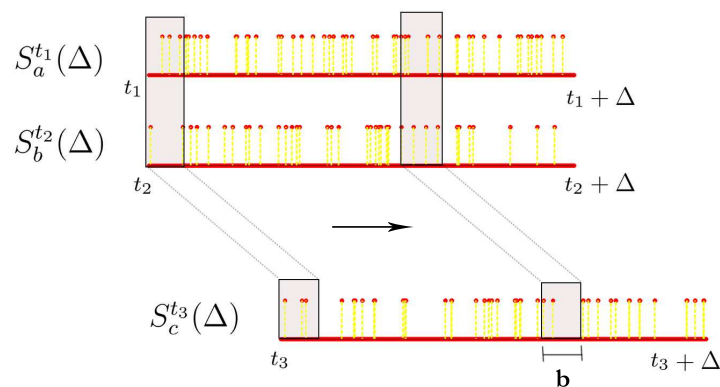 S_a^{t_1}(Δ)
t_1
t_1 + Δ
S_b^{t_2}(Δ)
t_2
t_2 + Δ
S_c^{t_3}(Δ)
t_3
t_3 + Δ
b